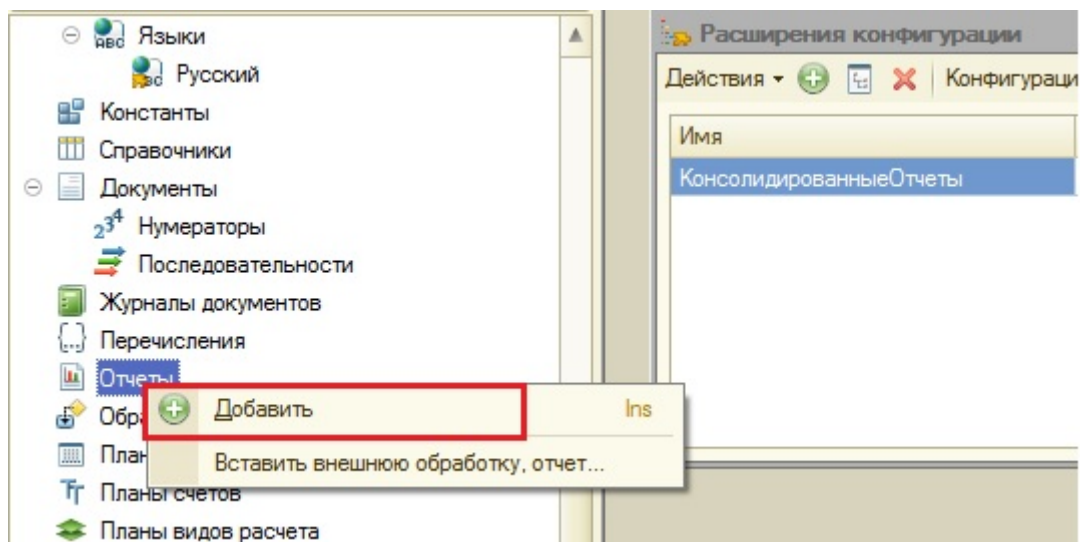 Языки
Русский
Константы
Справочники
Документы
Нумераторы
Последовательности
Журналы документов
Перечисления
Отчеты
Добавить Ins
Вставить внешнюю обработку, отчет...
Планы счетов
Планы видов расчета
Расширения конфигурации
Действия Конфигураци
Имя
КонсолидированныеОтчеты